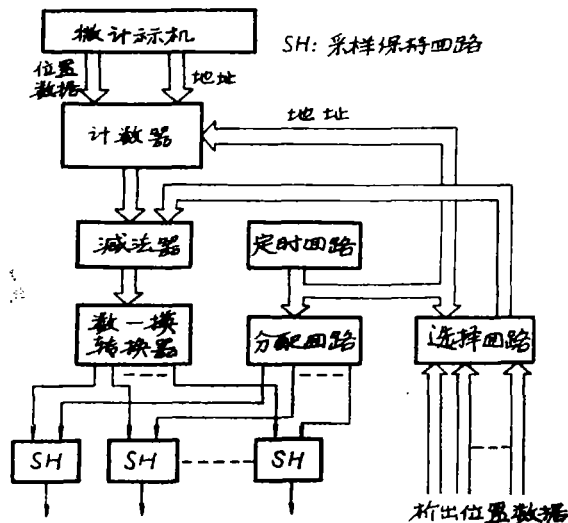 微计标机
SH: 采样保持回路
位置
数据
地址
地址
计数器
减法器
定时回路
数一模
转换器
分配回路
选择回路
SH
SH
SH
析出位置数据